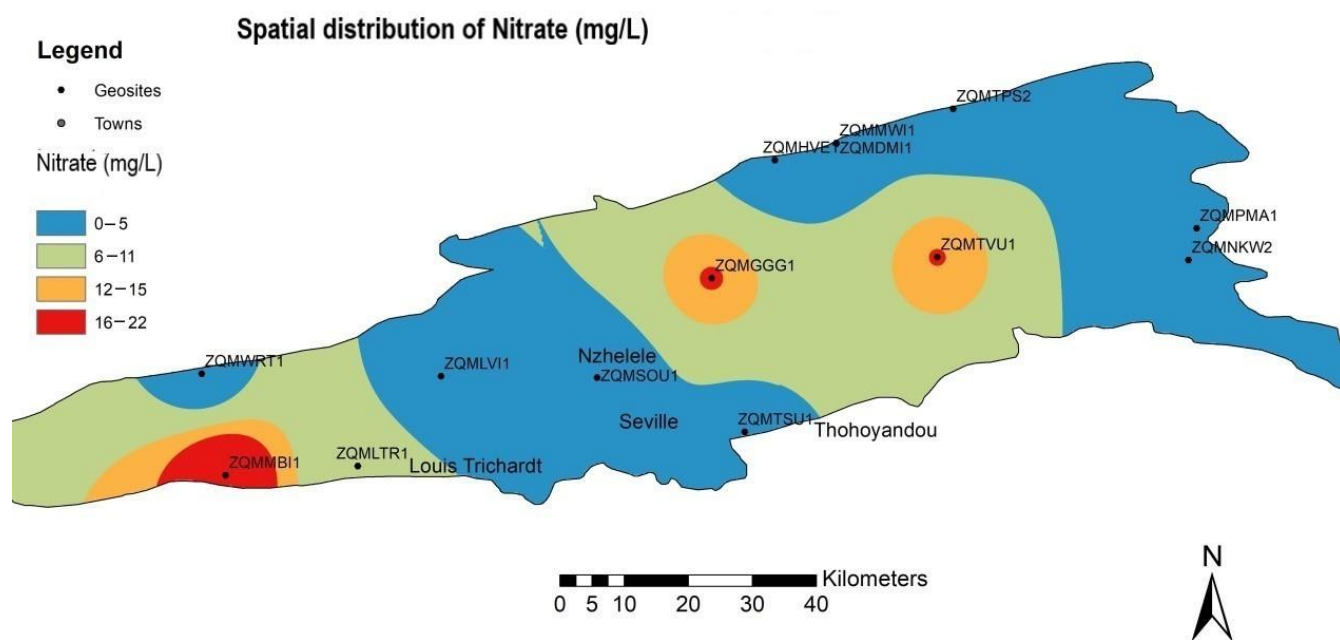 Spatial distribution of Nitrate (mg/L)
Legend
Geosites
Towns
Nitrate (mg/L)
0–5
6–11
12–15
16–22
ZQMTPS2
ZQMMWI1
ZQMHVE1
ZQMDMI1
ZQMPMA1
ZQMTVU1
ZQMNKW2
ZQMGGG1
Nzhelele
ZQMWRT1
ZQMLVI1
ZQMSOU1
Seville
ZQMTSU1
Thohoyandou
ZQMMBI1
ZQMLTR1
Louis Trichardt
N
Kilometers
0 5 10 20 30 40